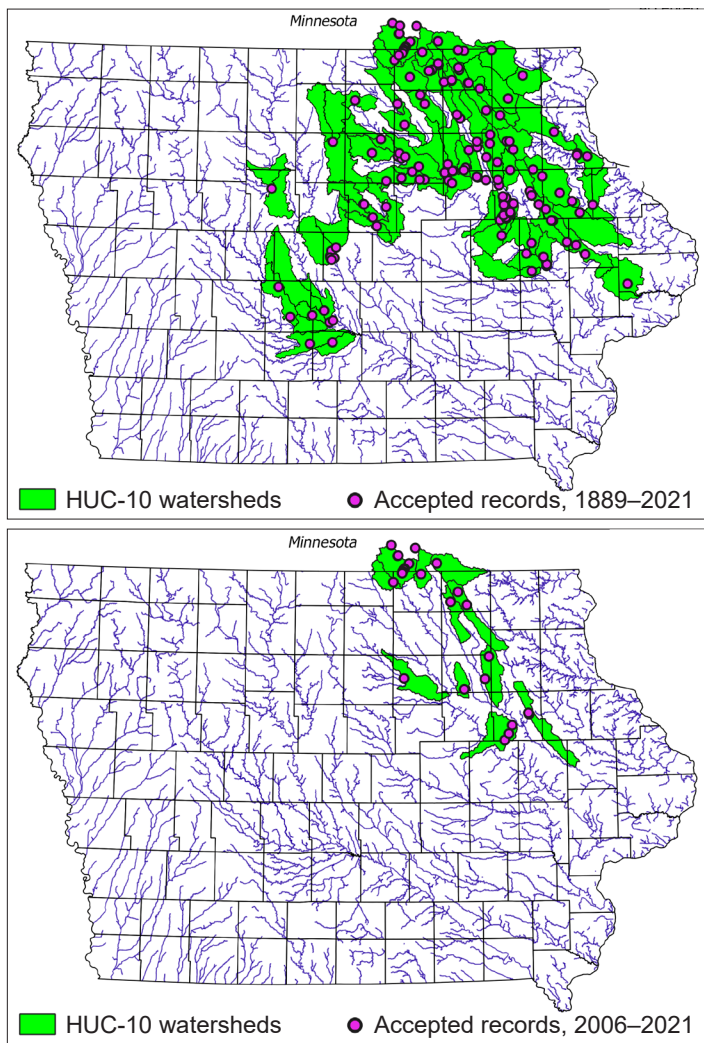 Minnesota
HUC-10 watersheds
Accepted records, 1889–2021
Minnesota
HUC-10 watersheds
Accepted records, 2006–2021